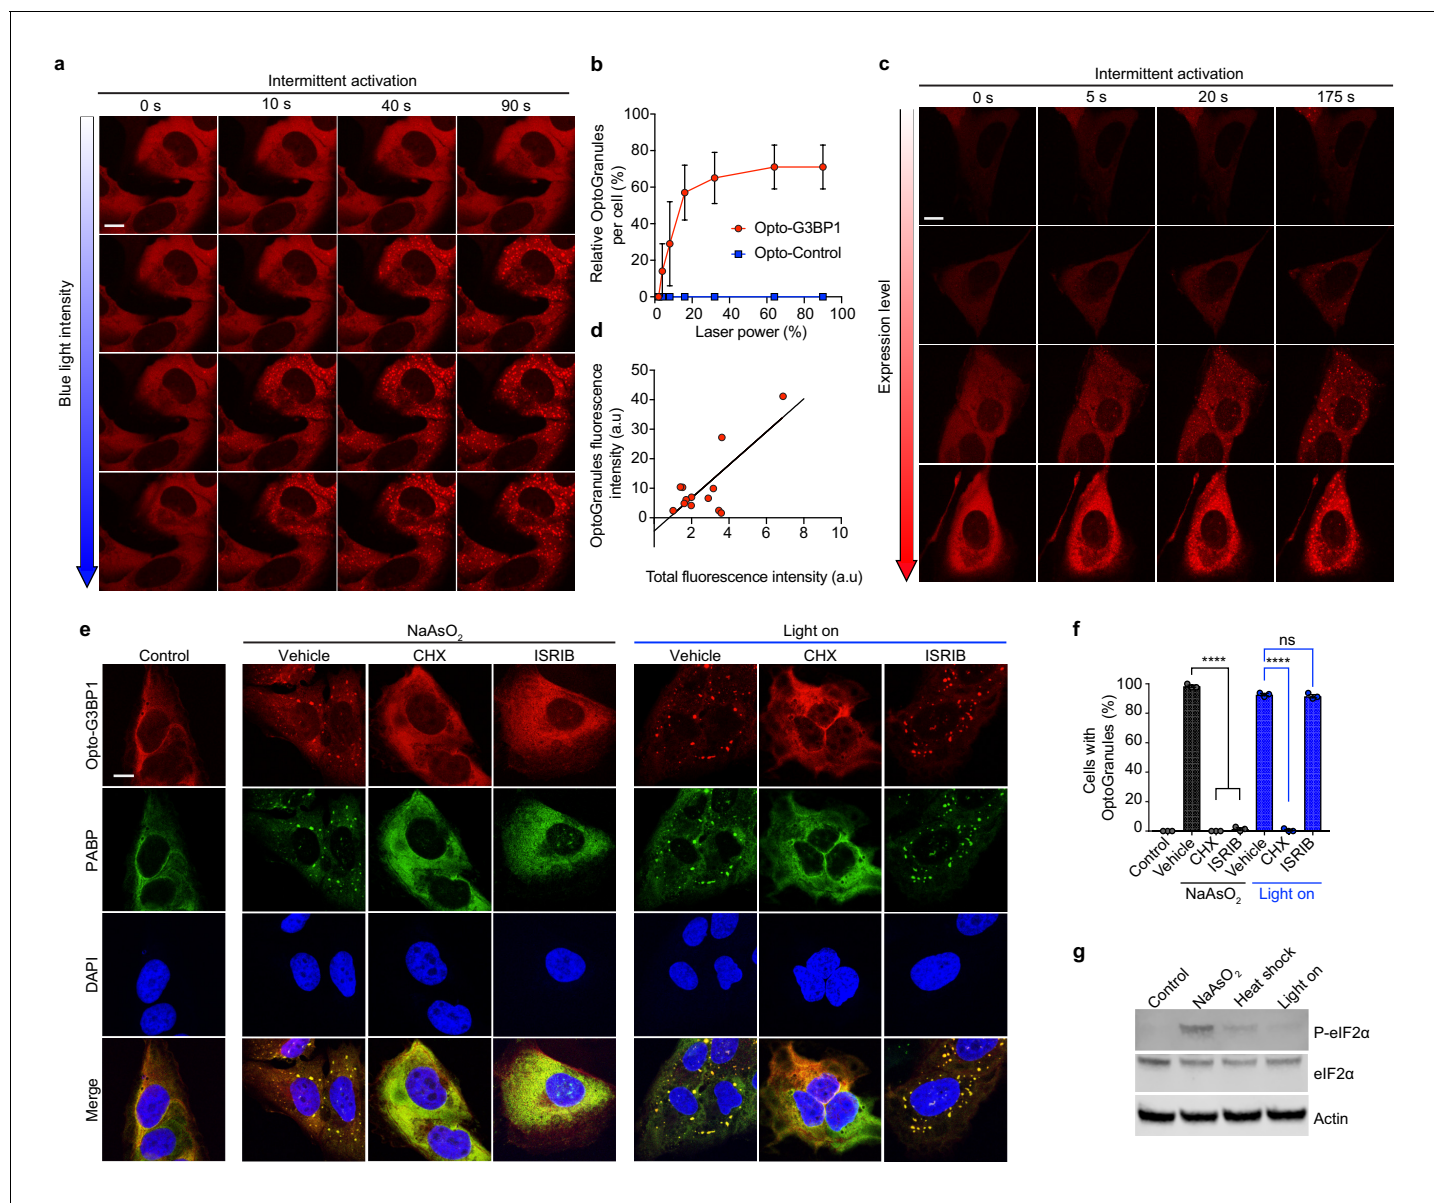 a
Intermittent activation
0 s 10 s 40 s 90 s
Blue light intensity
b
Relative OptoGranules
per cell (%)
100
80
60
40
20
0
Opto-G3BP1
Opto-Control
0 20 40 60 80 100
Laser power (%)
c
Intermittent activation
0 s 5 s 20 s 175 s
Expression level
d
OptoGranules fluorescence
intensity (a.u)
50
40
30
20
10
0
2 4 6 8 10
Total fluorescence intensity (a.u)
e
NaAsO2
Light on
Control Vehicle CHX ISRIB Vehicle CHX ISRIB
Opto-G3BP1
PABP
DAPI
Merge
f
Cells with
OptoGranules (%)
100
80
60
40
20
0
ns
**** ****
Control Vehicle CHX ISRIB Vehicle CHX ISRIB
NaAsO2 Light on
g
Control NaAsO2 Heat shock Light on
P-eIF2α
eIF2α
Actin